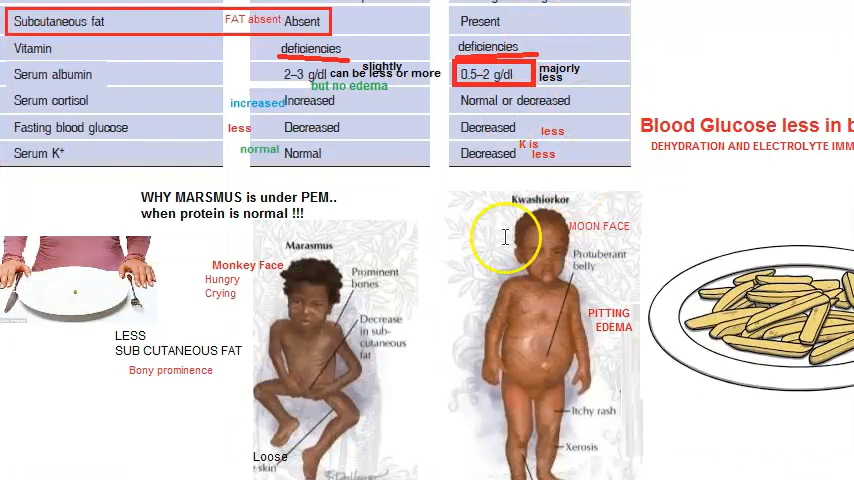 Subcutaneous fat FAT absent Absent Present
Vitamin deficiencies deficiencies
Serum albumin 2–3 g/dl slightly can be less or more 0.5–2 g/dl majorly less
but no edema
Serum cortisol increased Increased Normal or decreased
Fasting blood glucose less Decreased Decreased less
Serum K+ normal Normal Decreased K is less
Blood Glucose less in b
DEHYDRATION AND ELECTROLYTE IMM
WHY MARSMUS is under PEM..
when protein is normal !!!
Marasmus
Monkey Face
Hungry
Crying
Prominent
bones
Decrease
in sub-
cutaneous
fat
LESS
SUB CUTANEOUS FAT
Bony prominence
Loose
skin
Kwashiorkor
MOON FACE
Protuberant
belly
PITTING
EDEMA
Itchy rash
Xerosis